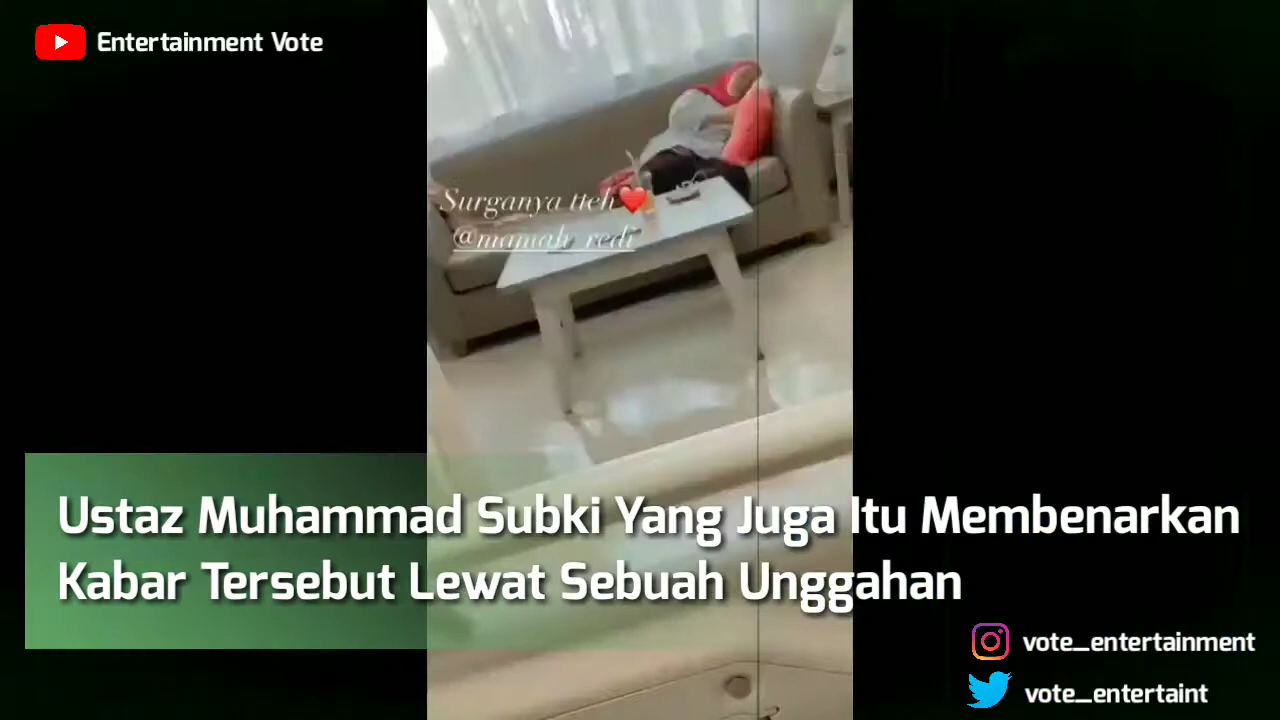 Entertainment Vote
Surganya tteh❤️
@mamah_redi
Ustaz Muhammad Subki Yang Juga Itu Membenarkan
Kabar Tersebut Lewat Sebuah Unggahan
vote_entertainment
vote_entertaint